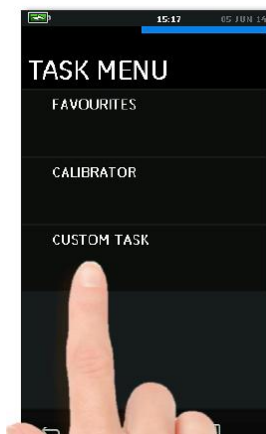 15:17 05 JUN 14
TASK MENU
FAVOURITES
CALIBRATOR
CUSTOM TASK